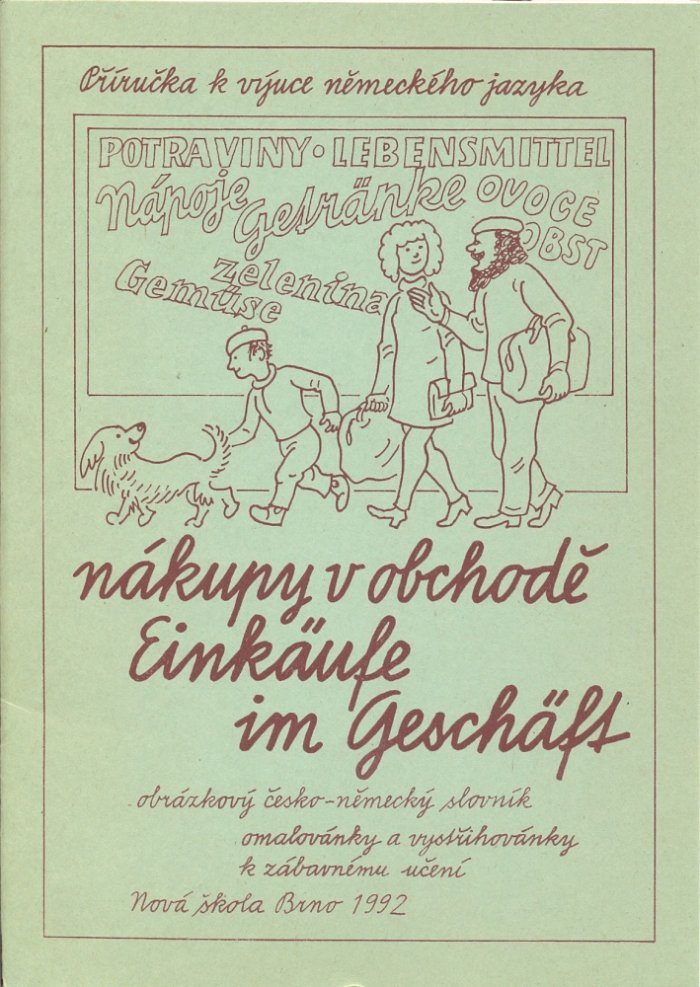 Příručka k výuce německého jazyka
POTRAVINY • LEBENSMITTEL
Nápoje Getränke OVOCE
OBST
zelenina
Gemüse
nákupy v obchodě
Einkäufe
im Geschäft
obrázkový česko-německý slovník
omalovánky a vystřihovánky
k zábavnému učení
Nová škola Brno 1992